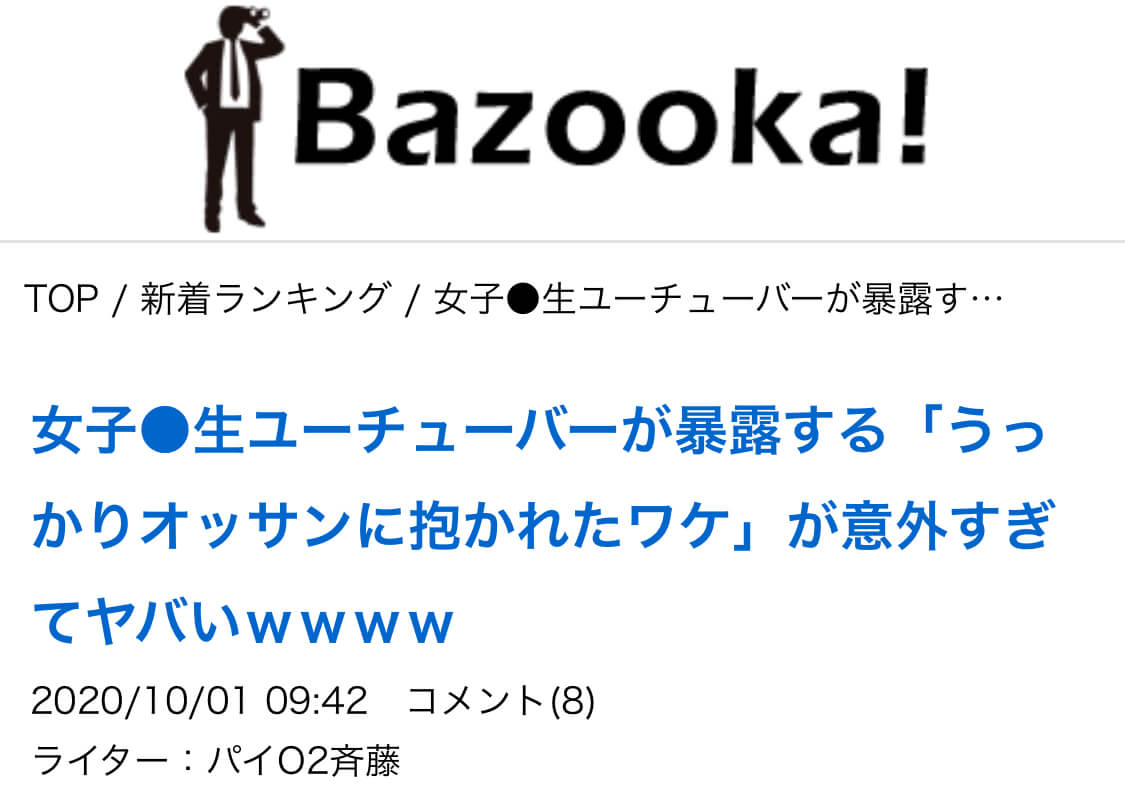 Bazooka!
TOP / 新着ランキング / 女子●生ユーチューバーが暴露す…
女子●生ユーチューバーが暴露する「うっ
かりオッサンに抱かれたワケ」が意外すぎ
てヤバいｗｗｗｗ
2020/10/01 09:42　コメント(8)
ライター：パイO2斉藤